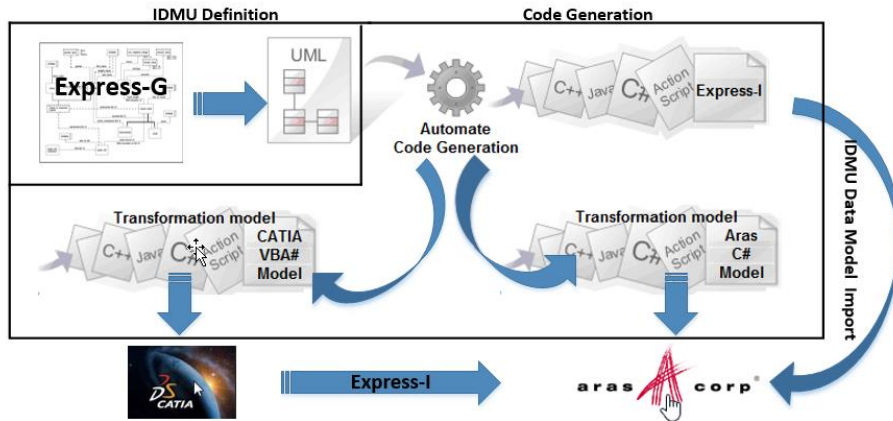 IDMU Definition
Code Generation
Express-G
UML
C++
Java
C#
Action
Script
Express-I
Automate
Code Generation
IDMU Data Model Import
Transformation model
C++
Java
C#
Action
Script
CATIA
VBA#
Model
Transformation model
C++
Java
C#
Action
Script
Aras
C#
Model
DS
CATIA
Express-I
aras corp®